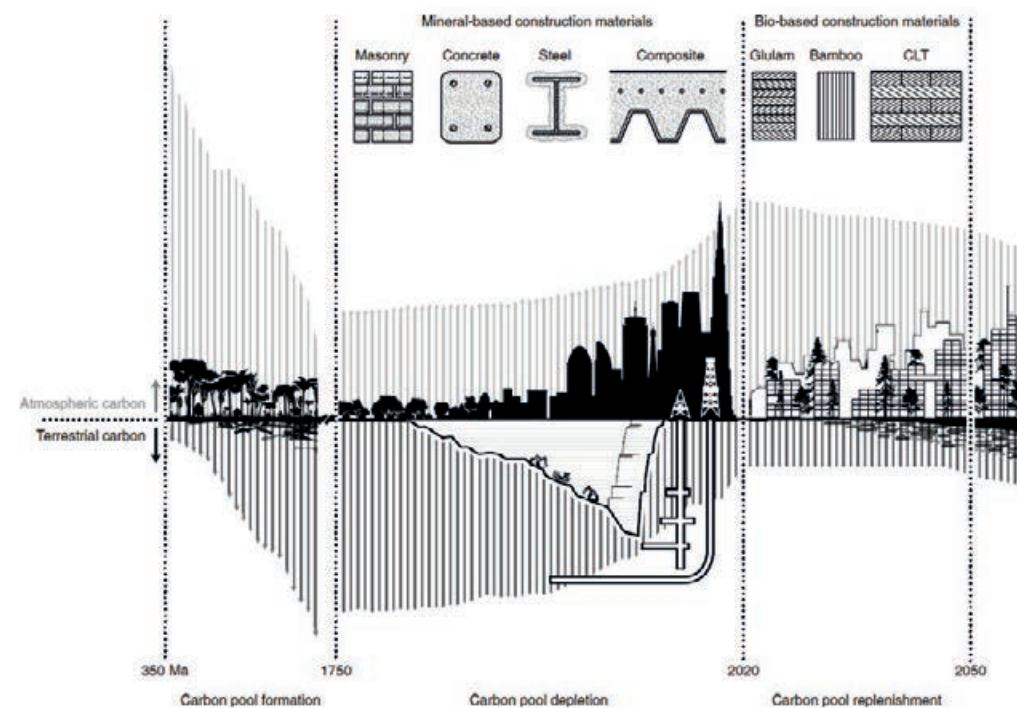 Mineral-based construction materials
Bio-based construction materials
Masonry
Concrete
Steel
Composite
Glulam
Bamboo
CLT
Atmospheric carbon
Terrestrial carbon
350 Ma
1750
2020
2050
Carbon pool formation
Carbon pool depletion
Carbon pool replenishment